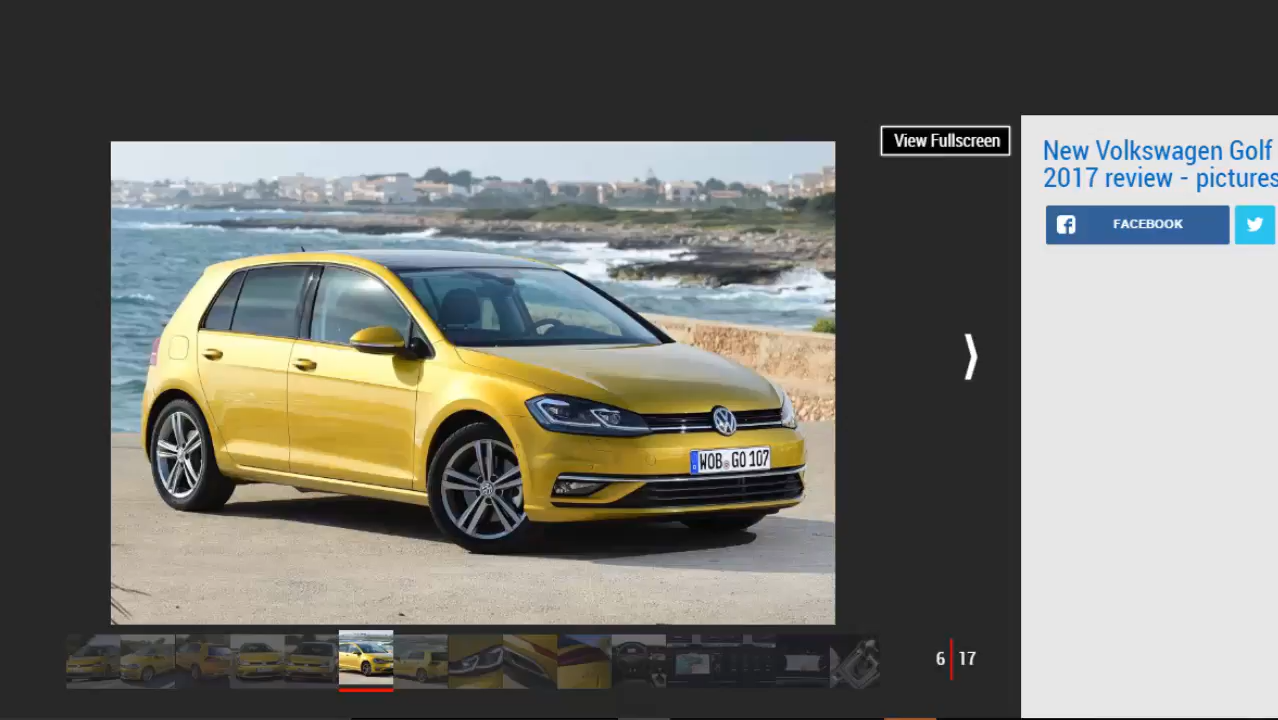 View Fullscreen
New Volkswagen Golf
2017 review - pictures
FACEBOOK
WOB GO 107
6 17